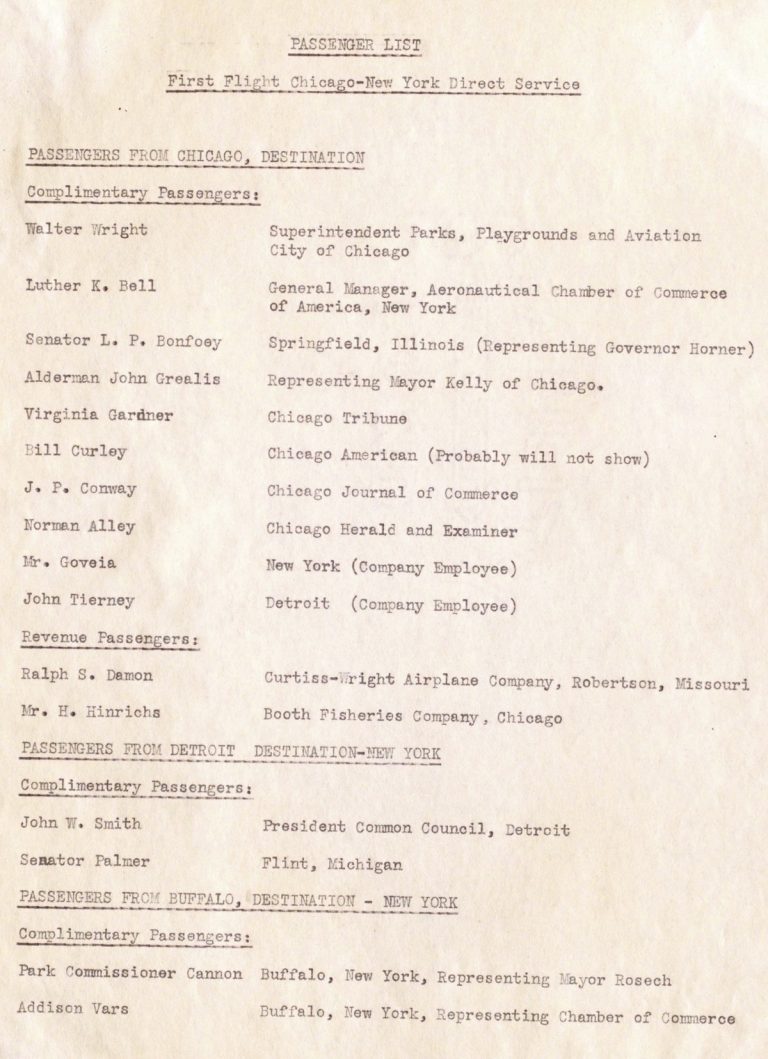 PASSENGER LIST
First Flight Chicago-New York Direct Service
PASSENGERS FROM CHICAGO, DESTINATION
Complimentary Passengers:
Walter Wright Superintendent Parks, Playgrounds and Aviation
City of Chicago
Luther K. Bell General Manager, Aeronautical Chamber of Commerce
of America, New York
Senator L. P. Bonfoey Springfield, Illinois (Representing Governor Horner)
Alderman John Grealis Representing Mayor Kelly of Chicago.
Virginia Gardner Chicago Tribune
Bill Curley Chicago American (Probably will not show)
J. P. Conway Chicago Journal of Commerce
Norman Alley Chicago Herald and Examiner
Mr. Goveia New York (Company Employee)
John Tierney Detroit (Company Employee)
Revenue Passengers:
Ralph S. Damon Curtiss-Wright Airplane Company, Robertson, Missouri
Mr. H. Hinrichs Booth Fisheries Company, Chicago
PASSENGERS FROM DETROIT DESTINATION-NEW YORK
Complimentary Passengers:
John W. Smith President Common Council, Detroit
Senator Palmer Flint, Michigan
PASSENGERS FROM BUFFALO, DESTINATION - NEW YORK
Complimentary Passengers:
Park Commissioner Cannon Buffalo, New York, Representing Mayor Rosech
Addison Vars Buffalo, New York, Representing Chamber of Commerce